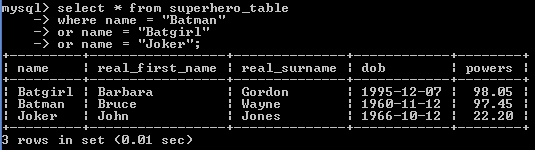 mysql> select * from superhero_table
    -> where name = "Batman"
    -> or name = "Batgirl"
    -> or name = "Joker";
+---------+-----------------+--------------+------------+--------+
| name    | real_first_name | real_surname | dob        | powers |
+---------+-----------------+--------------+------------+--------+
| Batgirl | Barbara         | Gordon       | 1995-12-07 |  98.05 |
| Batman  | Bruce           | Wayne        | 1960-11-12 |  97.45 |
| Joker   | John            | Jones        | 1966-10-12 |  22.20 |
+---------+-----------------+--------------+------------+--------+
3 rows in set (0.01 sec)